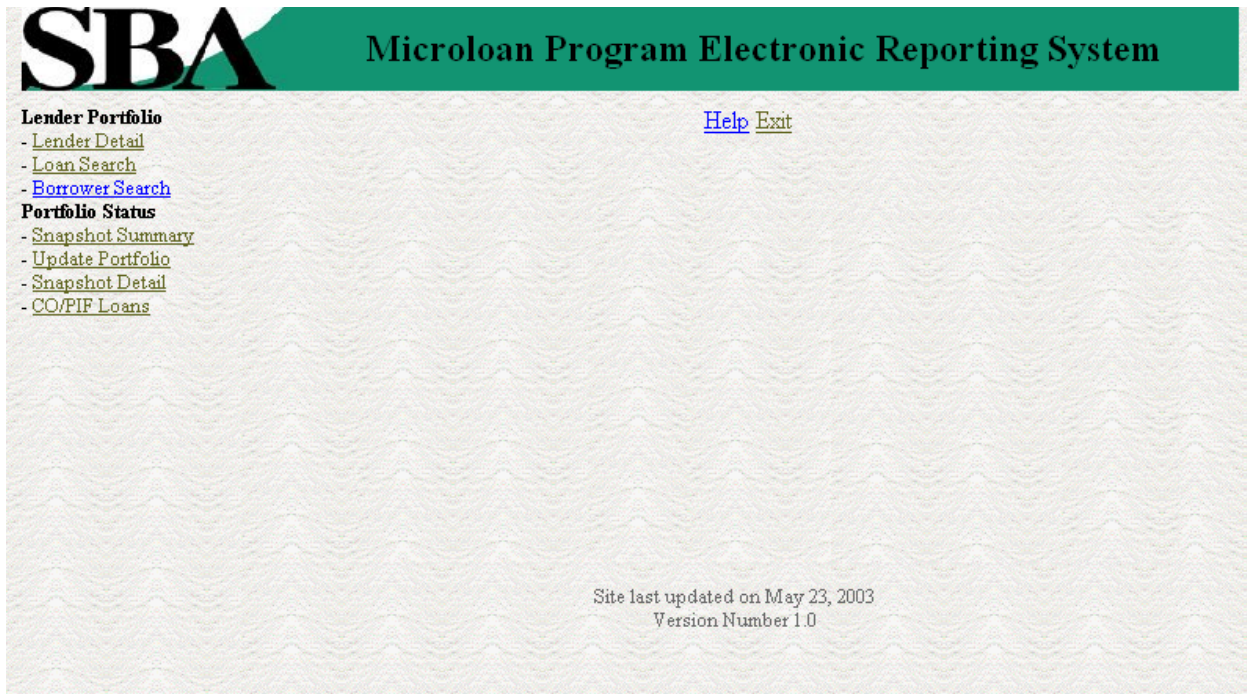 SBA
Microloan Program Electronic Reporting System
Help Exit
Lender Portfolio
- Lender Detail
- Loan Search
- Borrower Search
Portfolio Status
- Snapshot Summary
- Update Portfolio
- Snapshot Detail
- CO/PIF Loans
Site last updated on May 23, 2003
Version Number 1.0